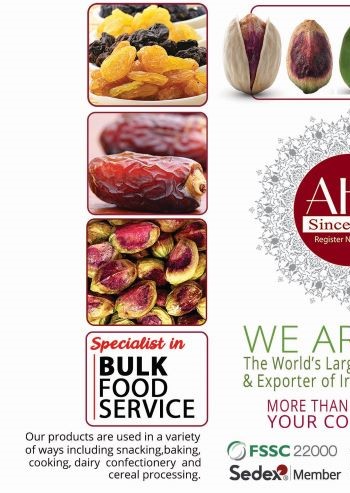 AH
Since
Register N
Specialist in
BULK
FOOD
SERVICE
Our products are used in a variety
of ways including snacking,baking,
cooking, dairy confectionery and
cereal processing.
WE AR
The World's Larg
& Exporter of Ir
MORE THAN
YOUR CO
FSSC 22000
Sedex® Member